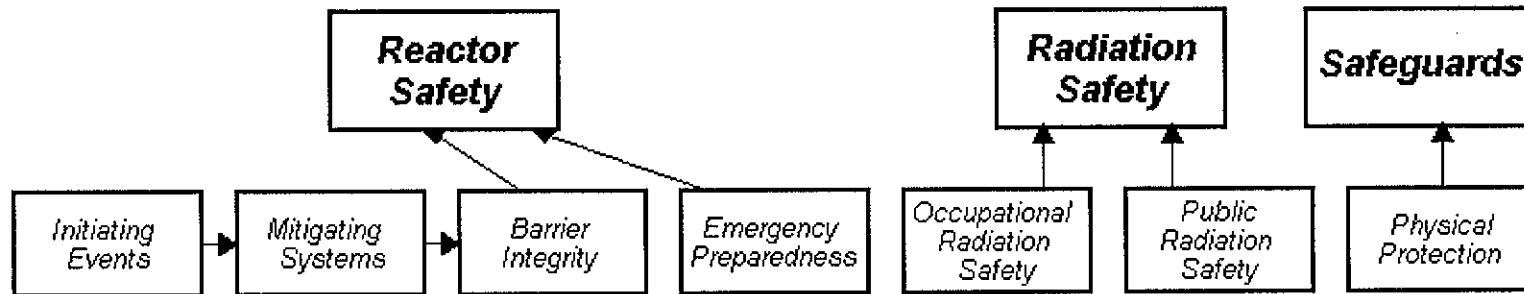 Reactor
Safety
Radiation
Safety
Safeguards
Initiating
Events
Mitigating
Systems
Barrier
Integrity
Emergency
Preparedness
Occupational
Radiation
Safety
Public
Radiation
Safety
Physical
Protection